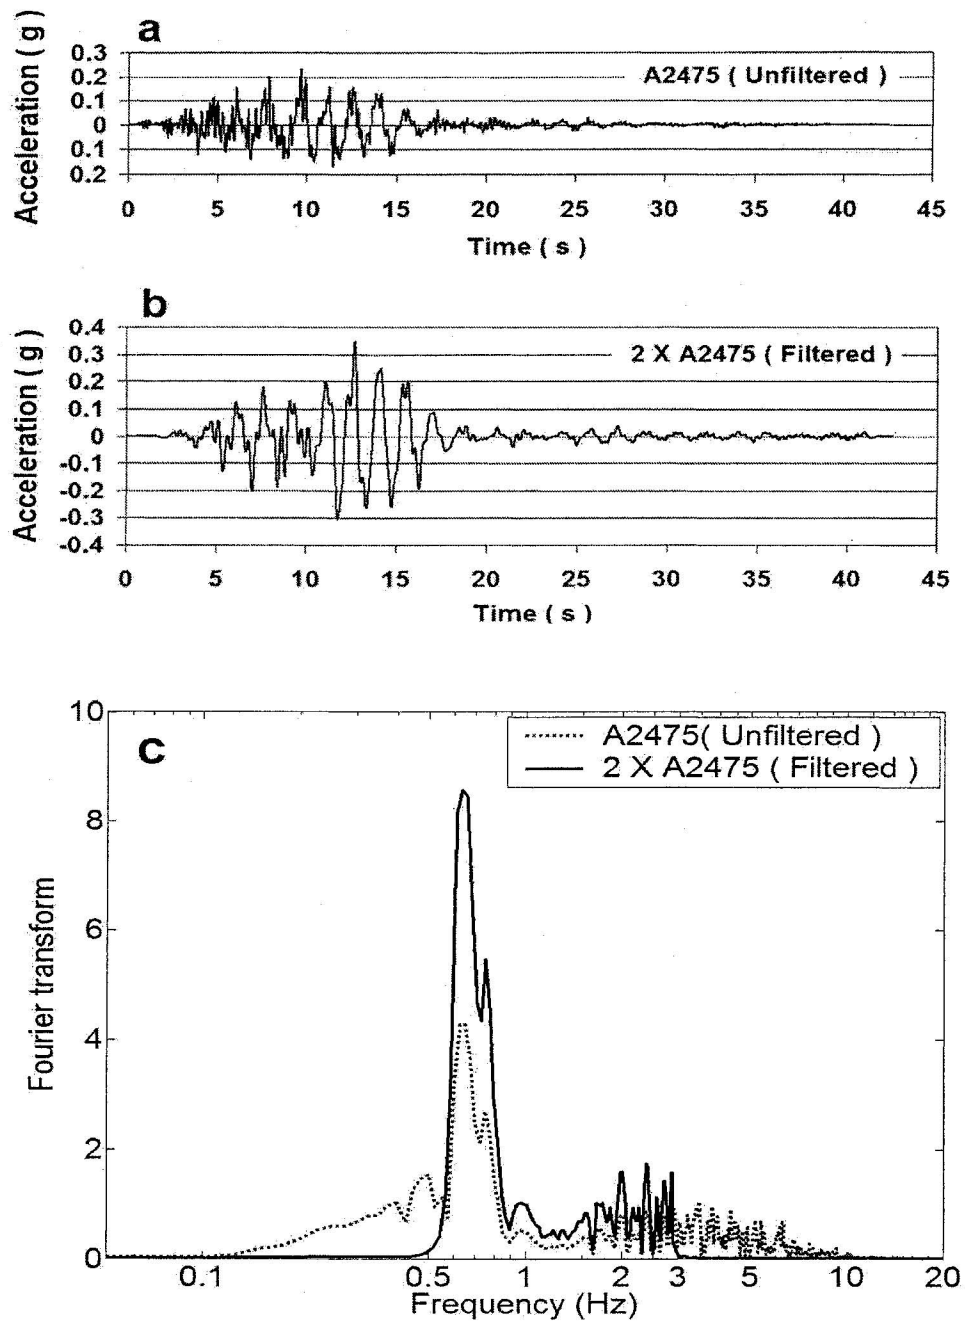 a
Acceleration ( g )
A2475 ( Unfiltered )
0.3
0.2
0.1
0
0.1
0.2
0 5 10 15 20 25 30 35 40 45
Time ( s )
b
Acceleration ( g )
2 X A2475 ( Filtered )
0.4
0.3
0.2
0.1
0
-0.1
-0.2
-0.3
-0.4
0 5 10 15 20 25 30 35 40 45
Time ( s )
c
Fourier transform
A2475( Unfiltered )
2 X A2475 ( Filtered )
10
8
6
4
2
0
0.1 0.5 1 2 3 5 10 20
Frequency (Hz)